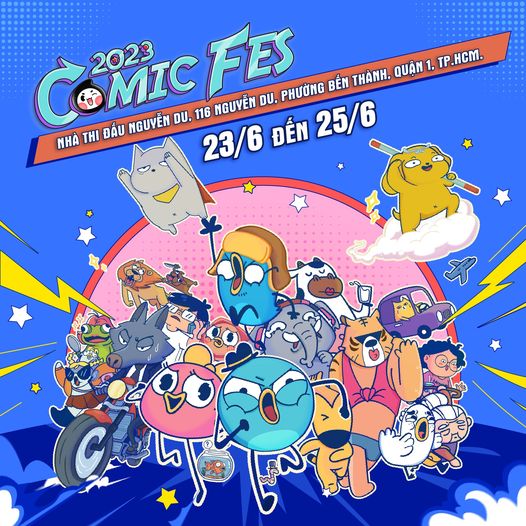 2023
COMIC FES
NHÀ THI ĐẤU NGUYỄN DU, 116 NGUYỄN DU, PHƯỜNG BẾN THÀNH, QUẬN 1, TP.HCM.
23/6 ĐẾN 25/6